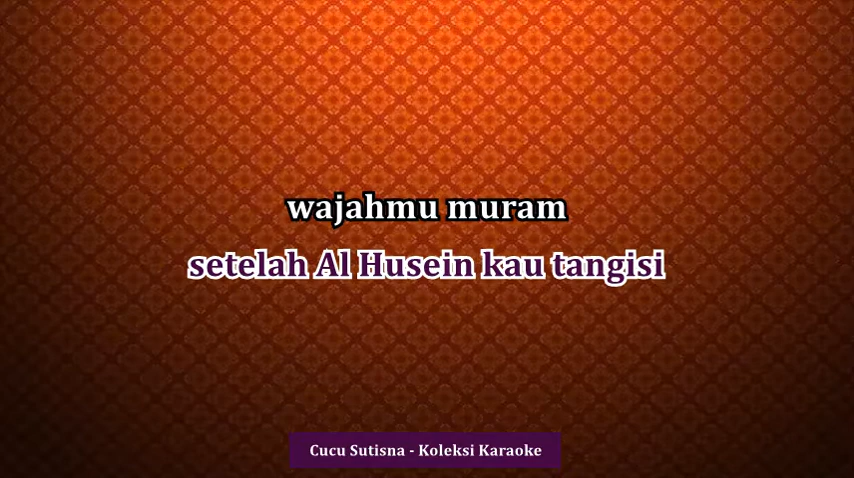 wajahmu muram
setelah Al Husein kau tangisi
Cucu Sutisna - Koleksi Karaoke